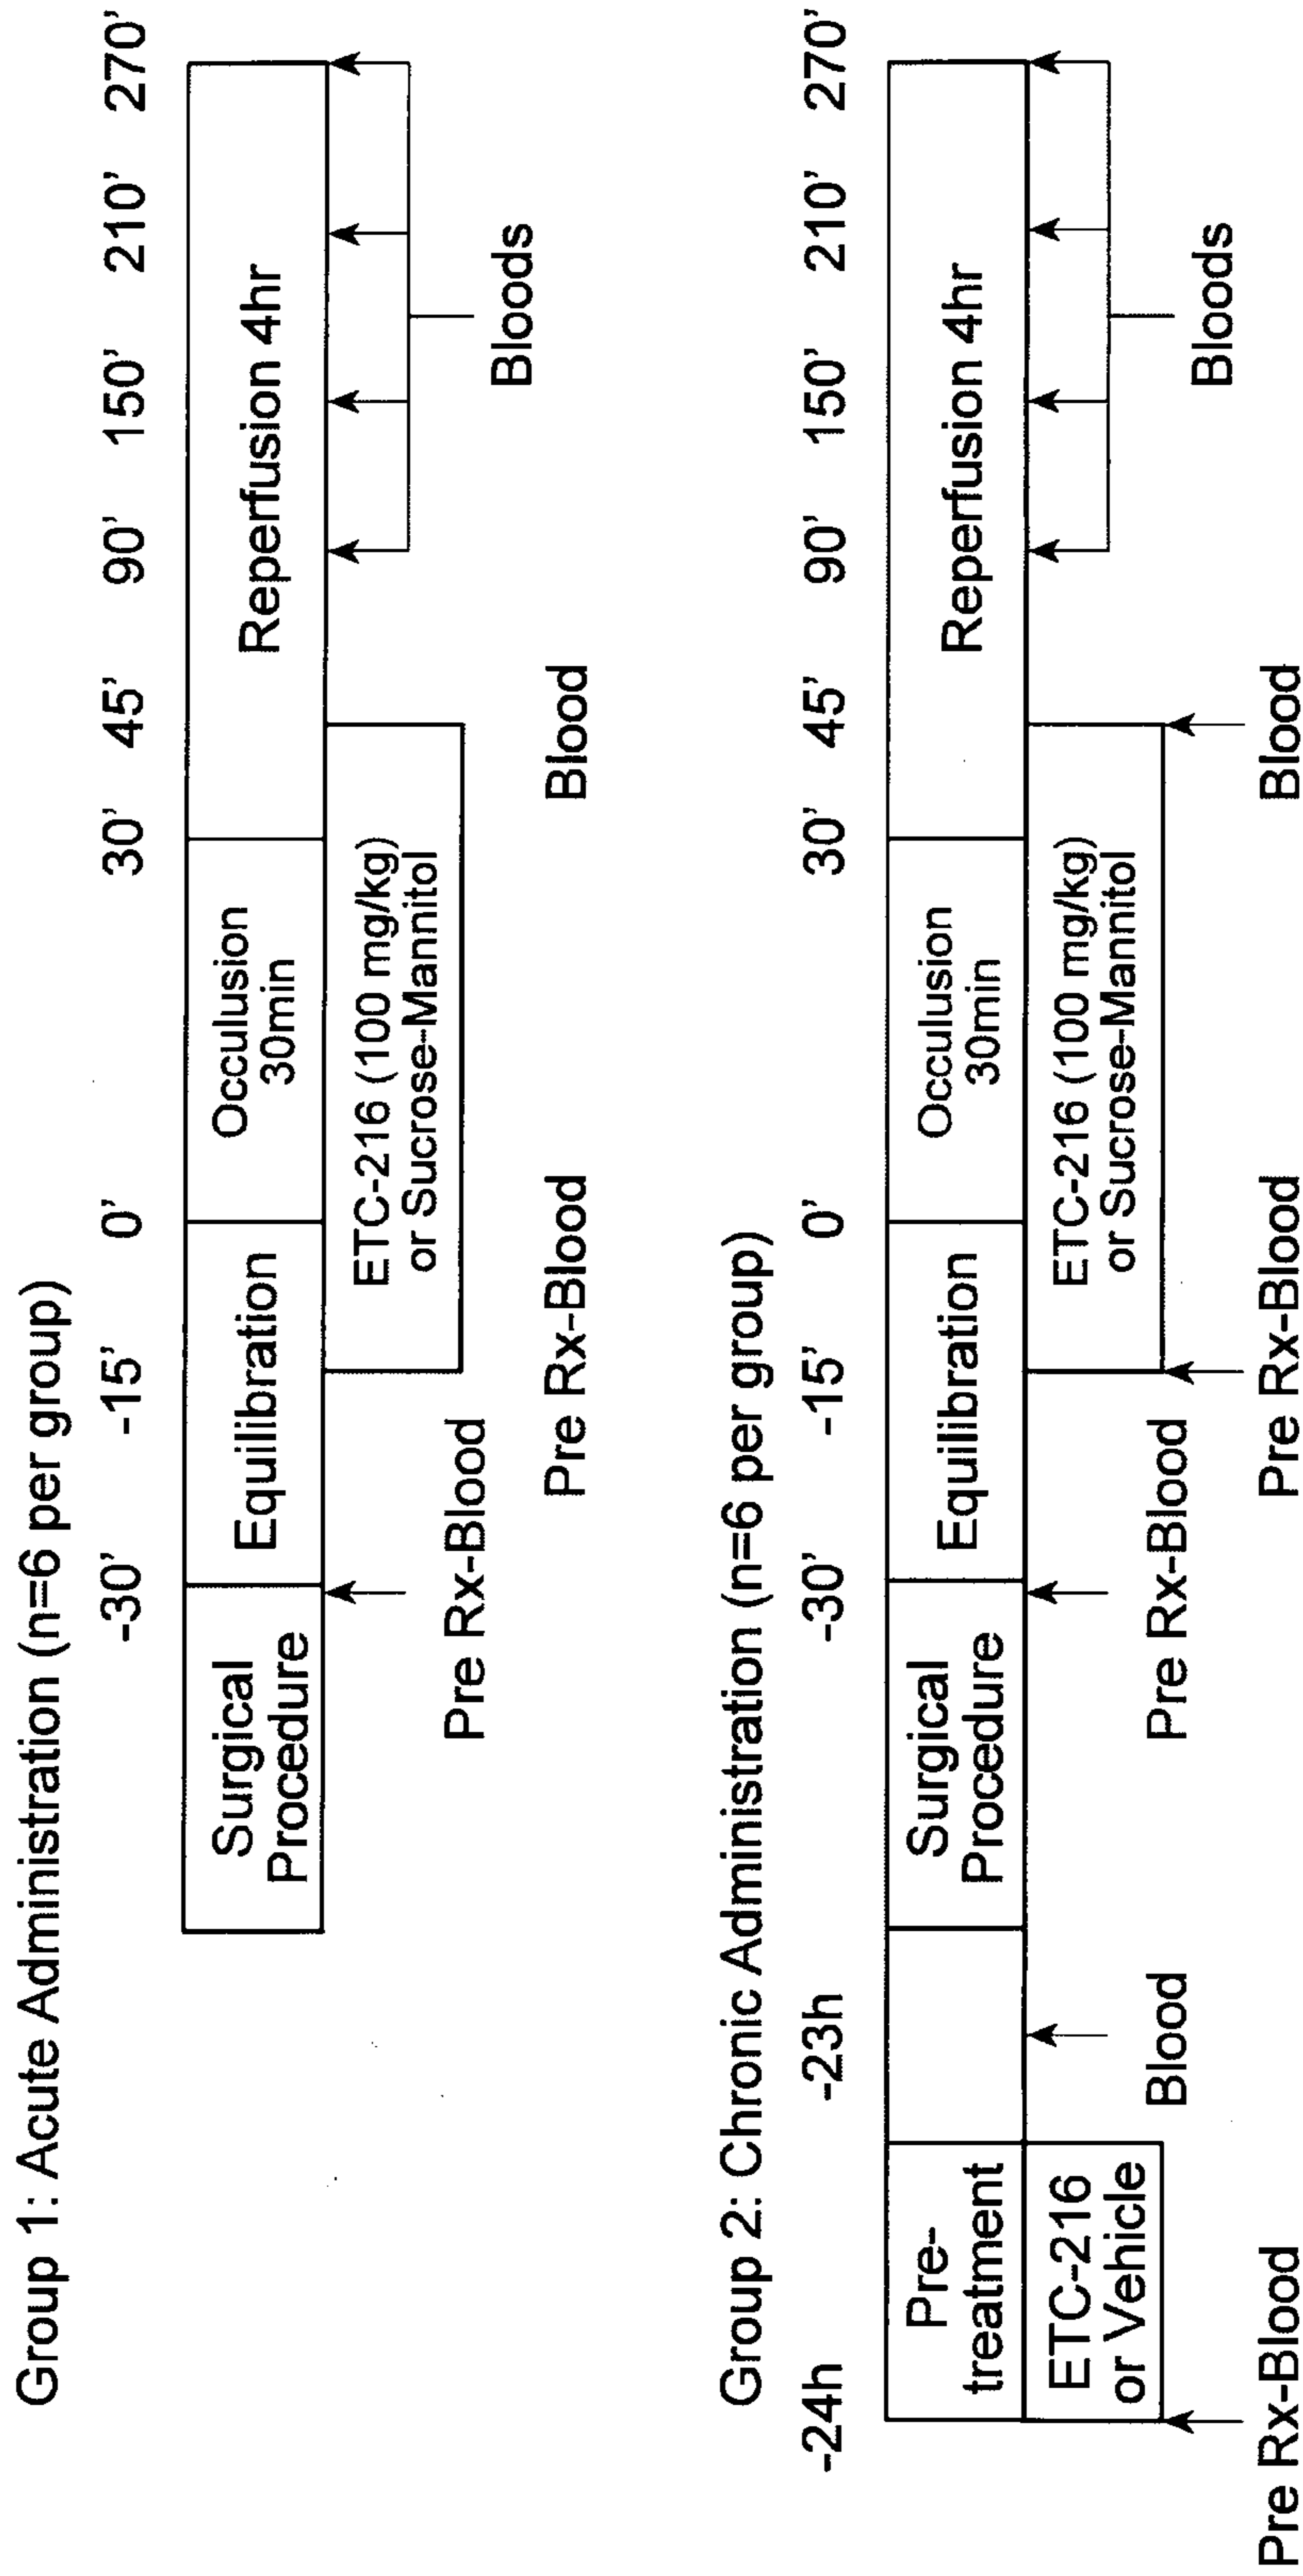 Group 1: Acute Administration (n=6 per group)
-30' -15' 0' 30' 45' 90' 150' 210' 270'
Surgical
Procedure
Equilibration
Occulusion
30min
Reperfusion 4hr
ETC-216 (100 mg/kg)
or Sucrose-Mannitol
Pre Rx-Blood
Bloods
Pre Rx-Blood
Blood
Group 2: Chronic Administration (n=6 per group)
-24h -23h -30' -15' 0' 30' 45' 90' 150' 210' 270'
Pre-
treatment
Surgical
Procedure
Equilibration
Occulusion
30min
Reperfusion 4hr
ETC-216
or Vehicle
ETC-216 (100 mg/kg)
or Sucrose-Mannitol
Blood
Pre Rx-Blood
Bloods
Pre Rx-Blood
Pre Rx-Blood
Blood